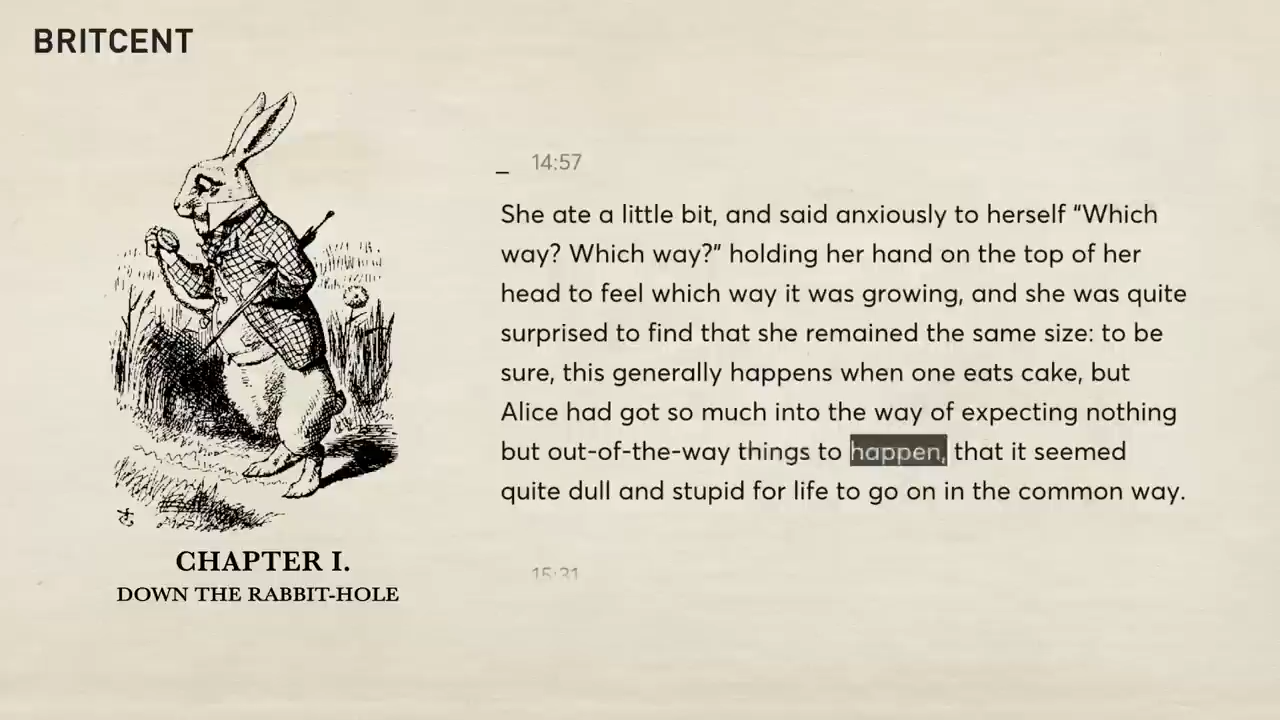 BRITCENT
14:57
She ate a little bit, and said anxiously to herself “Which
way? Which way?” holding her hand on the top of her
head to feel which way it was growing, and she was quite
surprised to find that she remained the same size: to be
sure, this generally happens when one eats cake, but
Alice had got so much into the way of expecting nothing
but out-of-the-way things to happen, that it seemed
quite dull and stupid for life to go on in the common way.
15:31
CHAPTER I.
DOWN THE RABBIT-HOLE